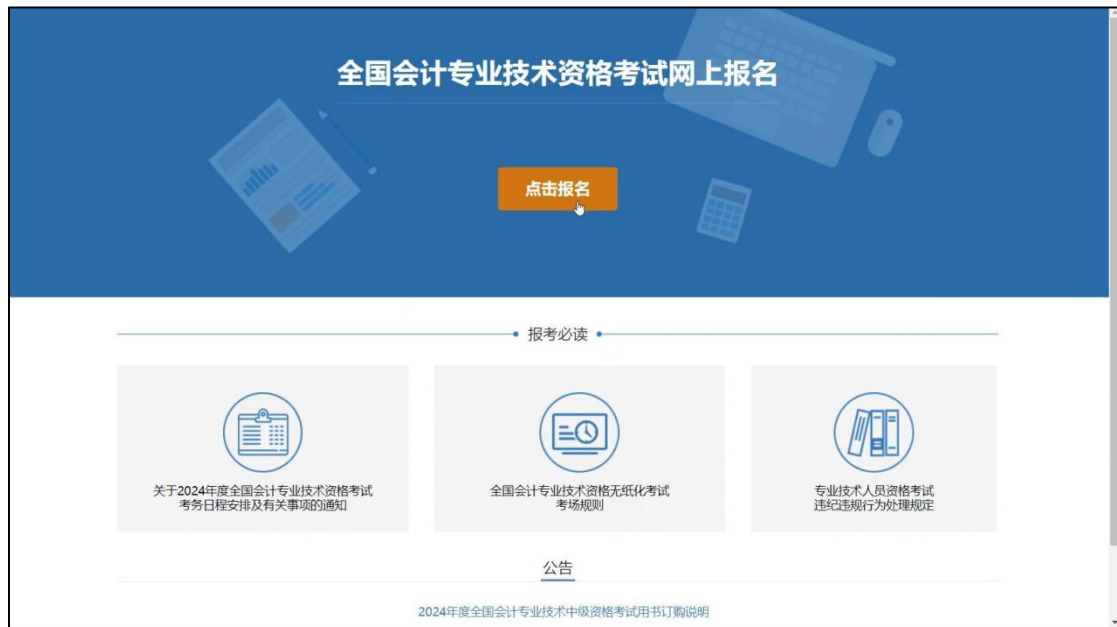 全国会计专业技术资格考试网上报名
点击报名
报考必读
关于2024年度全国会计专业技术资格考试
考务日程安排及有关事项的通知
全国会计专业技术资格无纸化考试
考场规则
专业技术人员资格考试
违纪违规行为处理规定
公告
2024年度全国会计专业技术中级资格考试用书订购说明